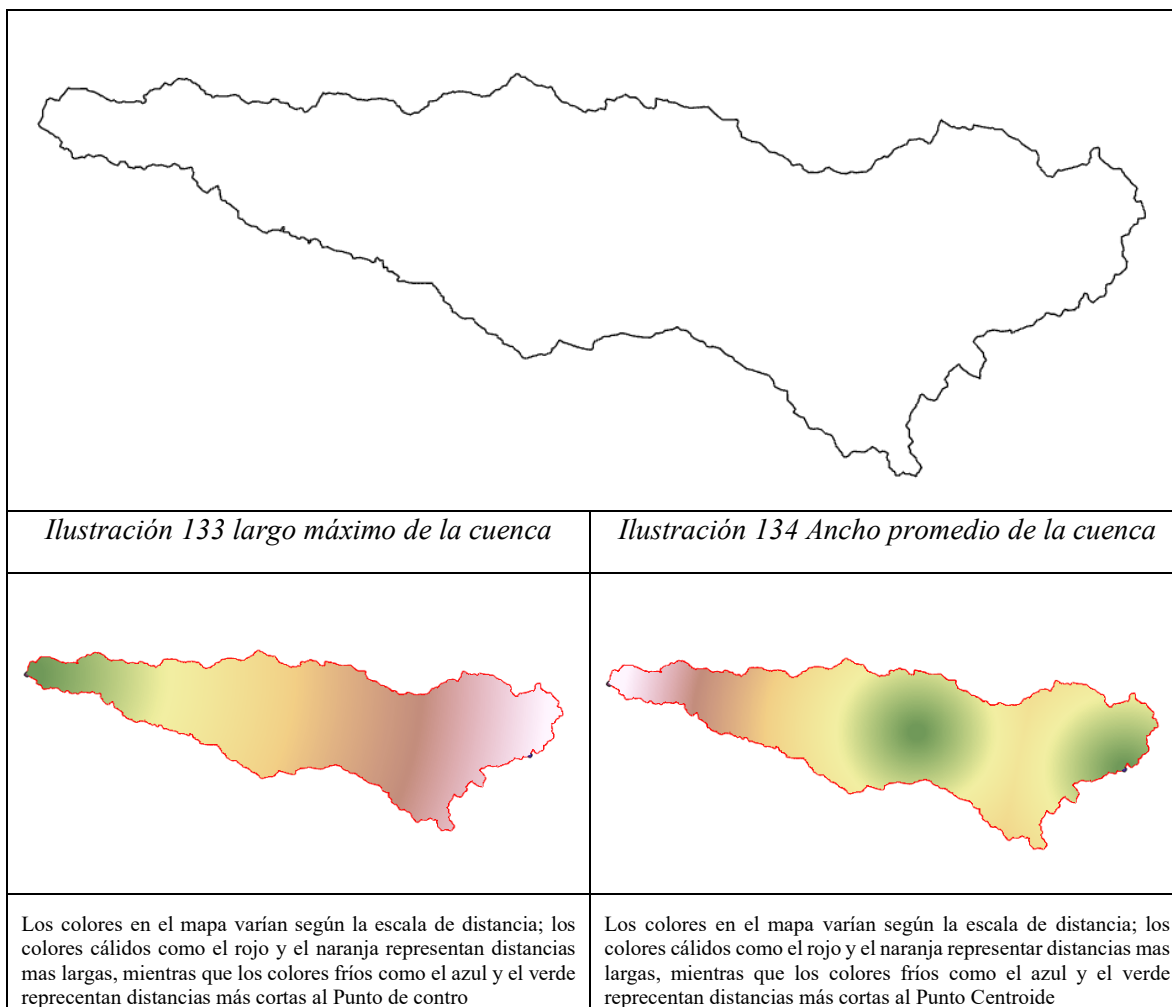 Ilustración 133 largo máximo de la cuenca
Ilustración 134 Ancho promedio de la cuenca
Los colores en el mapa varían según la escala de distancia; los
colores cálidos como el rojo y el naranja representan distancias
mas largas, mientras que los colores fríos como el azul y el verde
reprecentan distancias más cortas al Punto de contro
Los colores en el mapa varían según la escala de distancia; los
colores cálidos como el rojo y el naranja representar distancias mas
largas, mientras que los colores fríos como el azul y el verde
reprecentan distancias más cortas al Punto Centroide